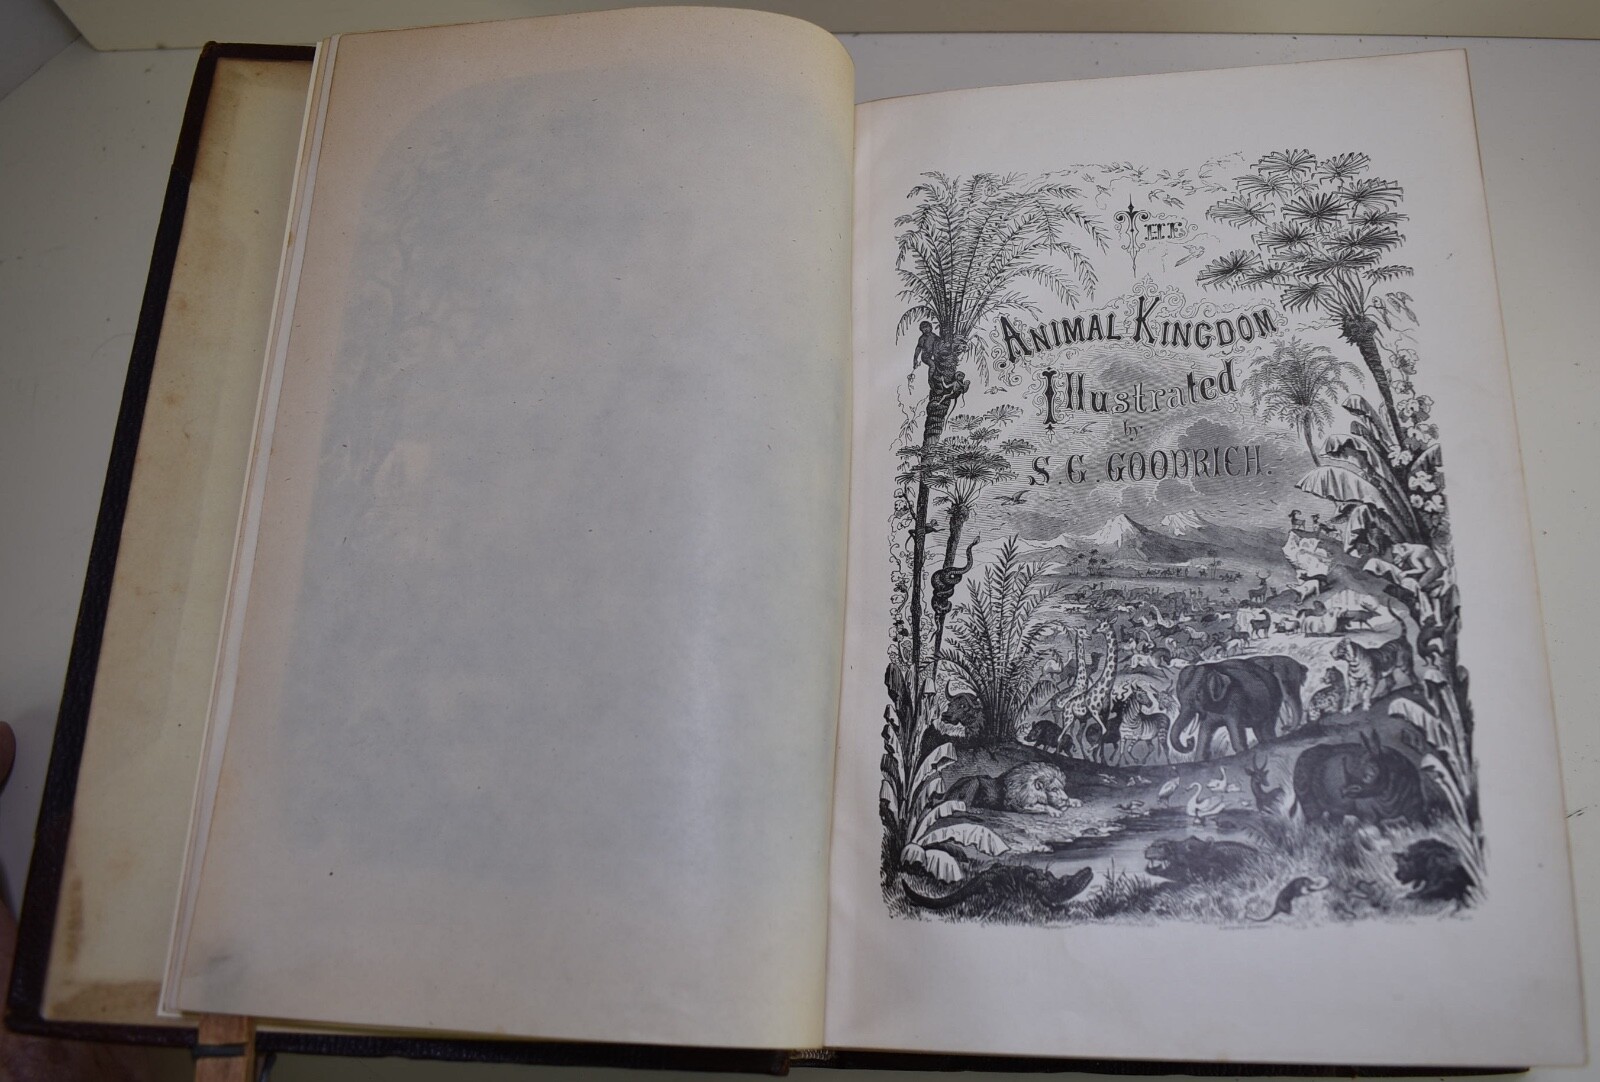 THE
ANIMAL KINGDOM
Illustrated
by
S. G. GOODRICH.